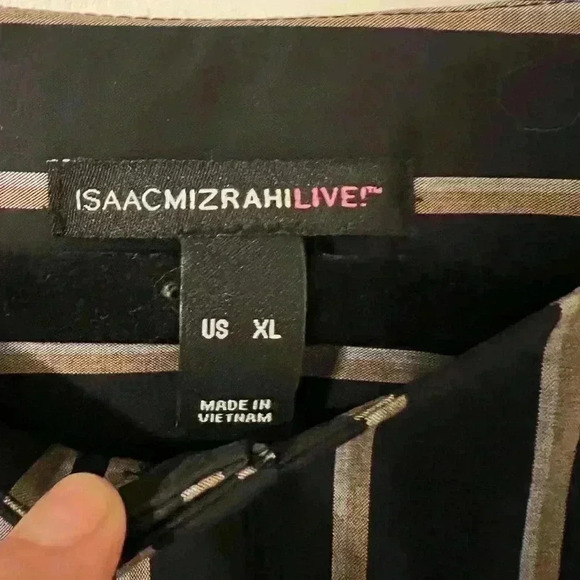 ISAACMIZRAHILIVE!™
US XL
MADE IN
VIETNAM